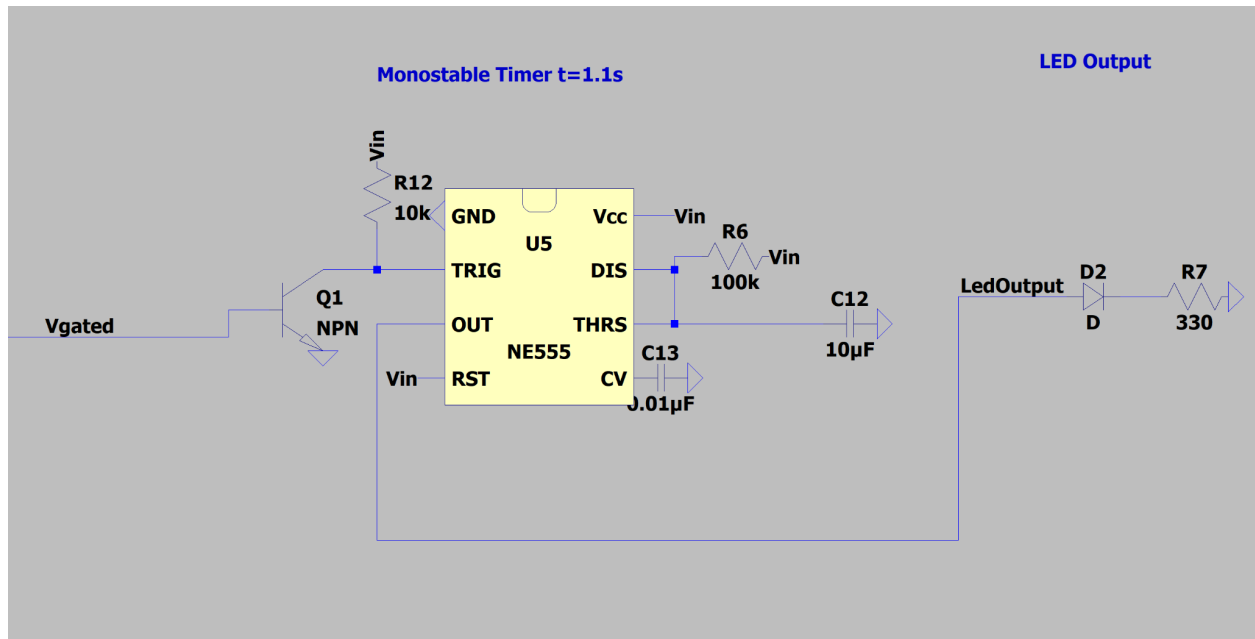 Monostable Timer t=1.1s
LED Output
Vin
R12
10k
GND
Vcc
Vin
U5
R6
TRIG
DIS
Vin
100k
Q1
NPN
Vgated
OUT
THRS
C12
10µF
LedOutput
D2
D
R7
330
NE555
C13
Vin
RST
CV
0.01µF